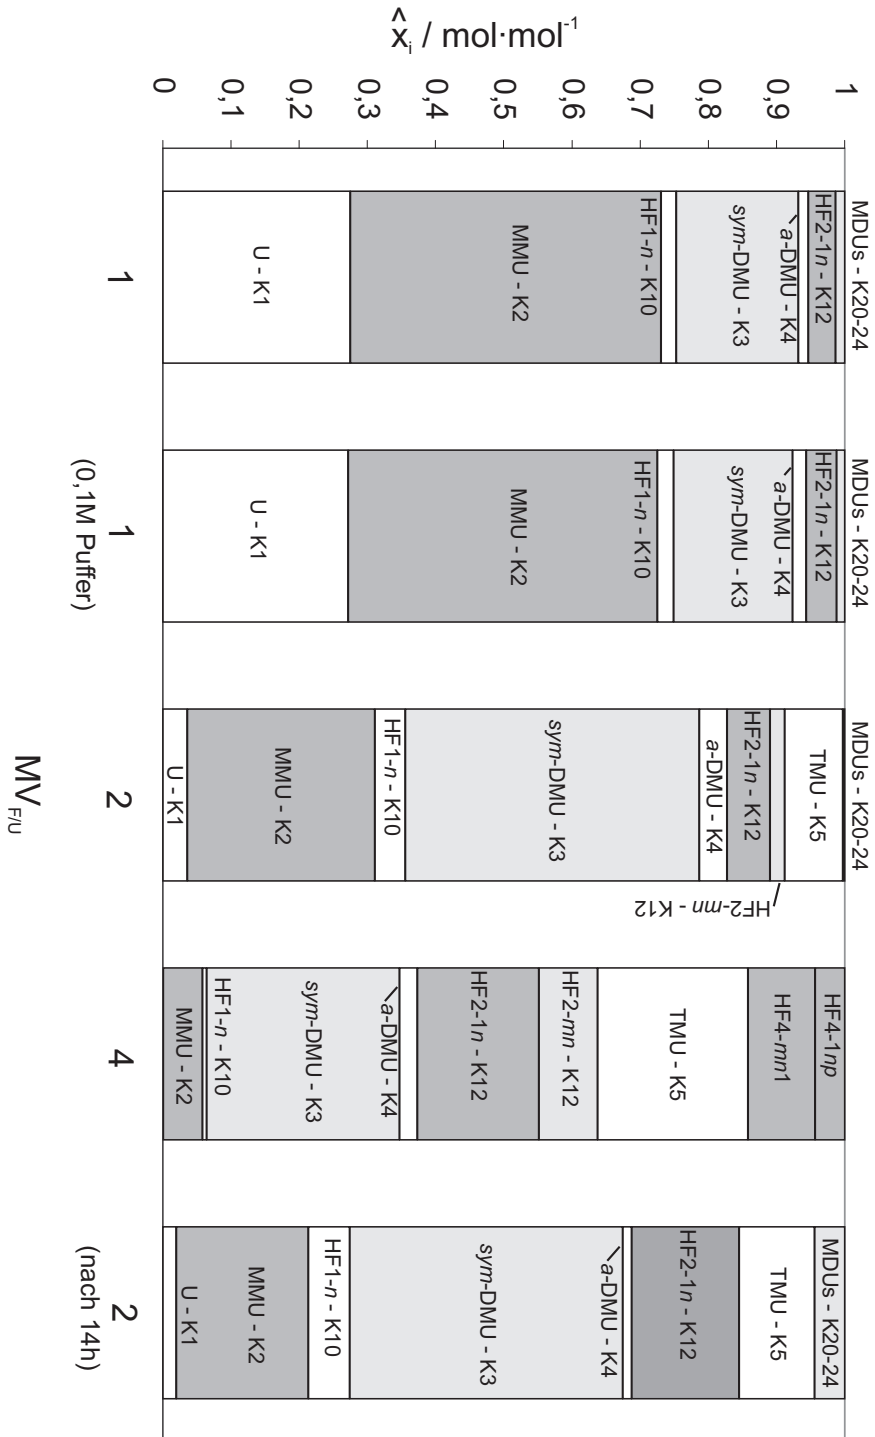 x̂i / mol·mol-1
1
0,9
0,8
0,7
0,6
0,5
0,4
0,3
0,2
0,1
0
MDUs - K20-24
HF2-1n - K12
a-DMU - K4
sym-DMU - K3
HF1-n - K10
MMU - K2
U - K1
1
MDUs - K20-24
HF2-1n - K12
a-DMU - K4
sym-DMU - K3
HF1-n - K10
MMU - K2
U - K1
1
(0,1M Puffer)
MDUs - K20-24
TMU - K5
HF2-mn - K12
HF2-1n - K12
a-DMU - K4
sym-DMU - K3
HF1-n - K10
MMU - K2
U - K1
2
HF4-1np
HF4-mn1
TMU - K5
HF2-mn - K12
HF2-1n - K12
a-DMU - K4
sym-DMU - K3
HF1-n - K10
MMU - K2
4
MDUs - K20-24
TMU - K5
HF2-1n - K12
a-DMU - K4
sym-DMU - K3
HF1-n - K10
MMU - K2
U - K1
2
(nach 14h)
MV F/U